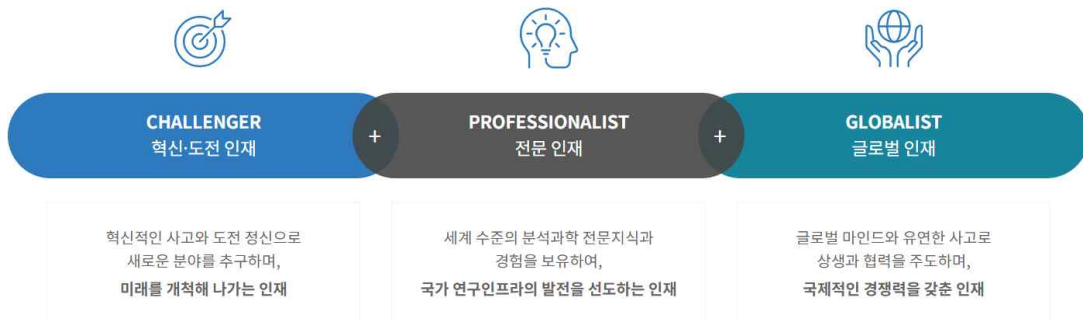 CHALLENGER
혁신·도전 인재
+
PROFESSIONALIST
전문 인재
+
GLOBALIST
글로벌 인재
혁신적인 사고와 도전 정신으로
새로운 분야를 추구하며,
미래를 개척해 나가는 인재
세계 수준의 분석과학 전문지식과
경험을 보유하여,
국가 연구인프라의 발전을 선도하는 인재
글로벌 마인드와 유연한 사고로
상생과 협력을 주도하며,
국제적인 경쟁력을 갖춘 인재